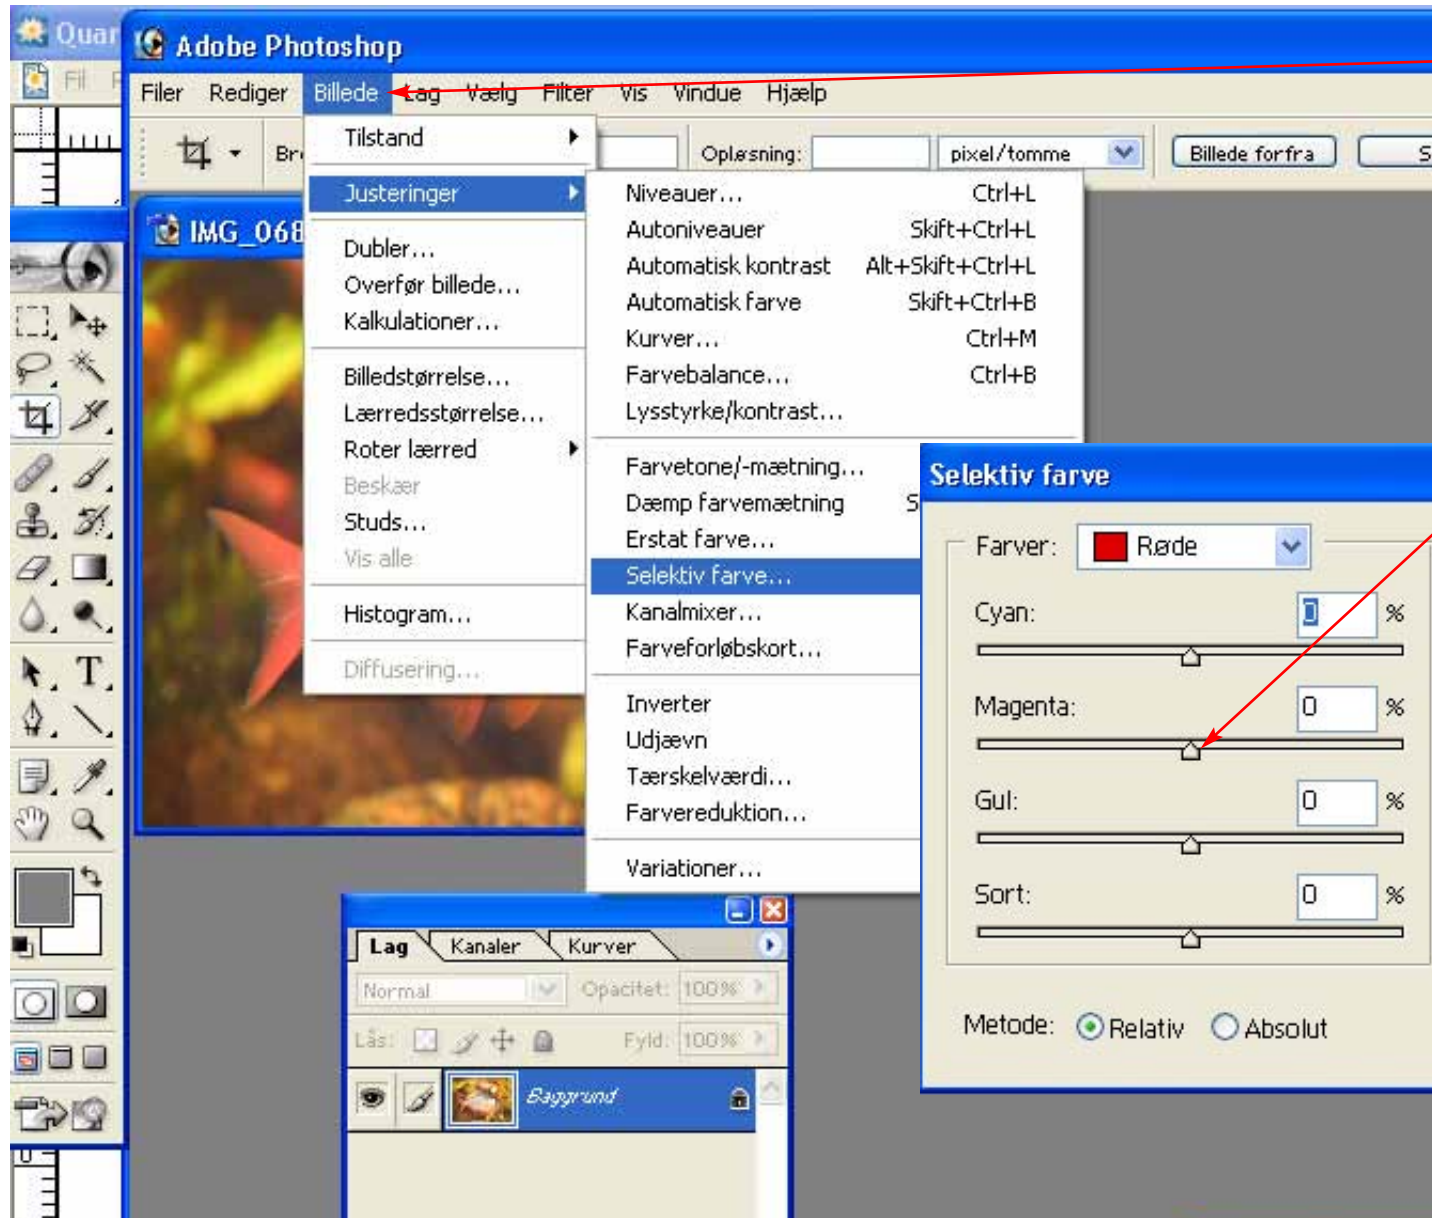 Quar
Adobe Photoshop
Fil
Filer Rediger Billede Lag Vælg Filter Vis Vindue Hjælp
Opløsning: pixel/tomme Billede forfra
IMG_068
Tilstand
Justeringer
Dubler...
Overfør billede...
Kalkulationer...
Billedstørrelse...
Lærredsstørrelse...
Roter lærred
Beskær
Studs...
Vis alle
Histogram...
Diffusering...
Niveauer... Ctrl+L
Autoniveauer Skift+Ctrl+L
Automatisk kontrast Alt+Skift+Ctrl+L
Automatisk farve Skift+Ctrl+B
Kurver... Ctrl+M
Farvebalance... Ctrl+B
Lysstyrke/kontrast...
Farvetone/-mætning...
Dæmp farvemætning S
Erstat farve...
Selektiv farve...
Kanalmixer...
Farveforløbskort...
Inverter
Udjævn
Tærskelværdi...
Farvereduktion...
Variationer...
Selektiv farve
Farver: Røde
Cyan: 0 %
Magenta: 0 %
Gul: 0 %
Sort: 0 %
Metode: Relativ Absolut
Lag Kanaler Kurver
Normal Opacitet: 100%
Lås: Fyld: 100%
Baggrund